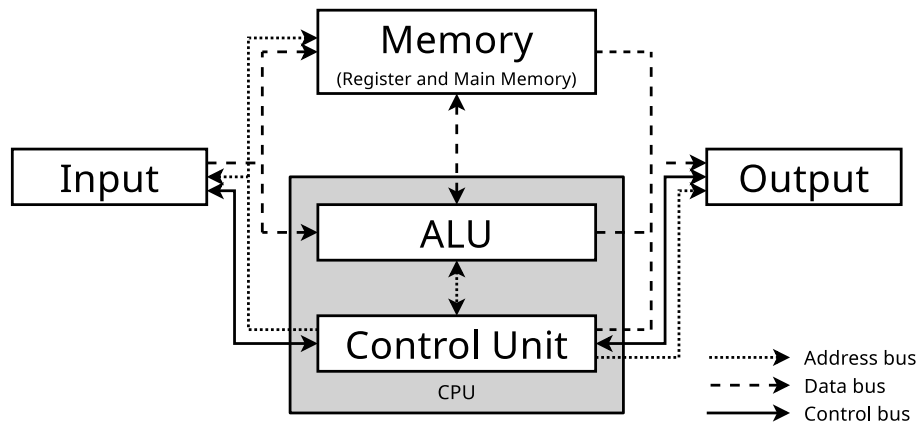 Memory
(Register and Main Memory)
Input
Output
ALU
Control Unit
CPU
Address bus
Data bus
Control bus